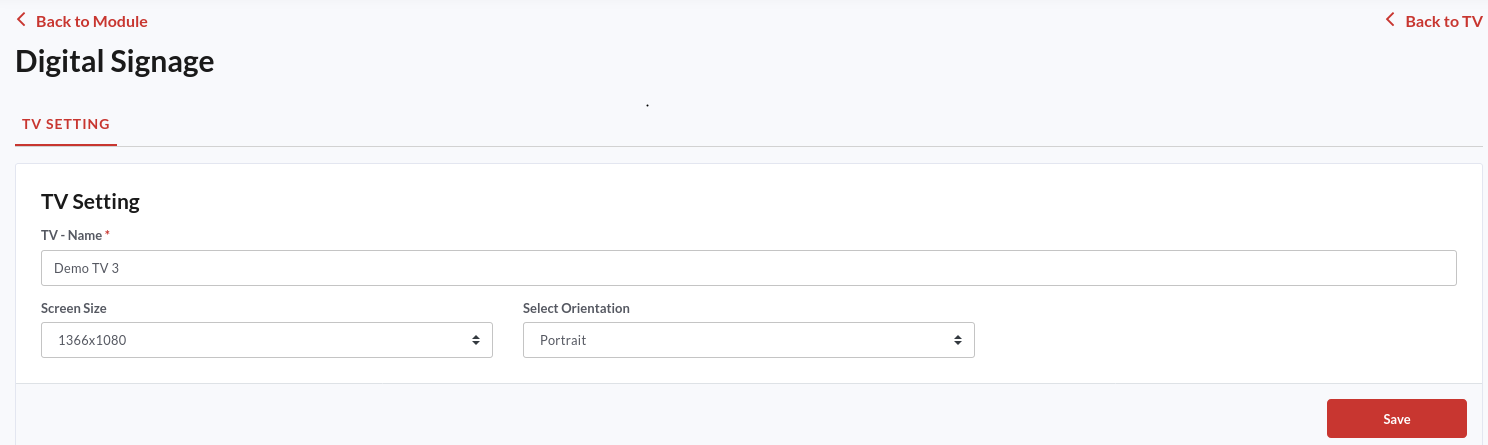 Back to Module
Back to TV
Digital Signage
.
TV SETTING
TV Setting
TV - Name *
Demo TV 3
Screen Size
Select Orientation
1366x1080
Portrait
Save